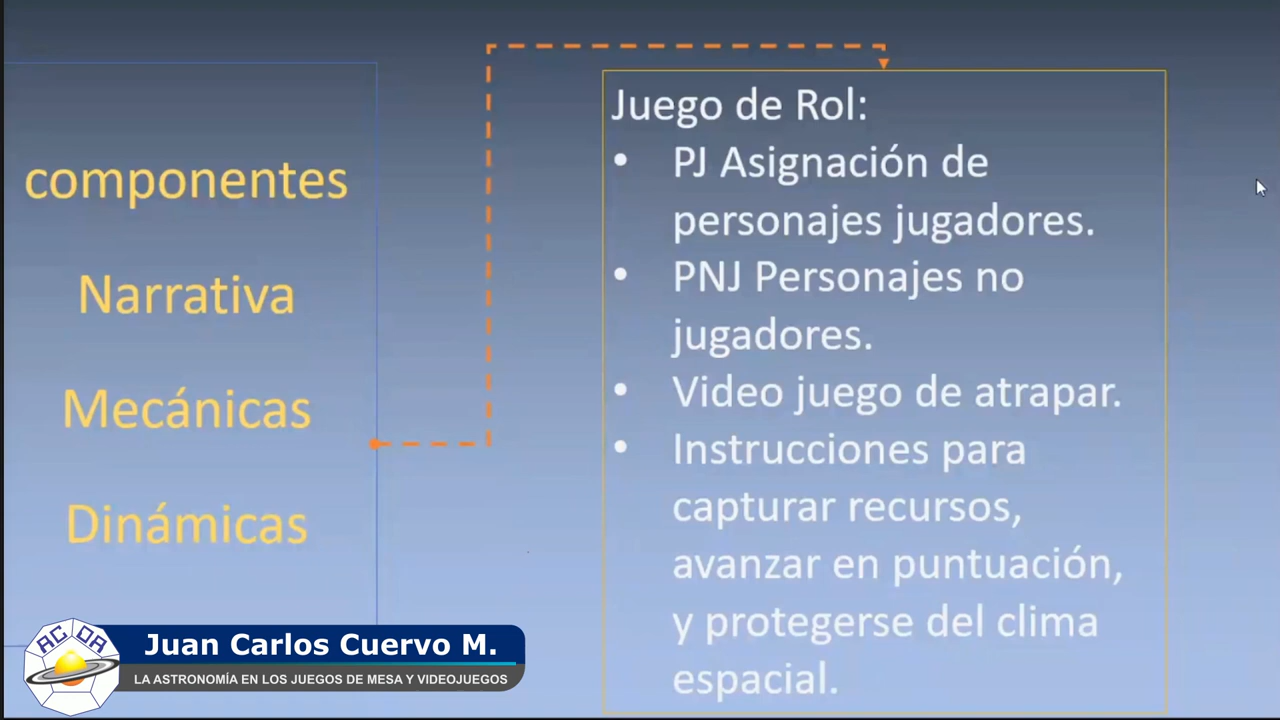 componentes
Narrativa
Mecánicas
Dinámicas
Juego de Rol:
• PJ Asignación de
personajes jugadores.
• PNJ Personajes no
jugadores.
• Video juego de atrapar.
• Instrucciones para
capturar recursos,
avanzar en puntuación,
y protegerse del clima
espacial.
ACDA
Juan Carlos Cuervo M.
LA ASTRONOMÍA EN LOS JUEGOS DE MESA Y VIDEOJUEGOS